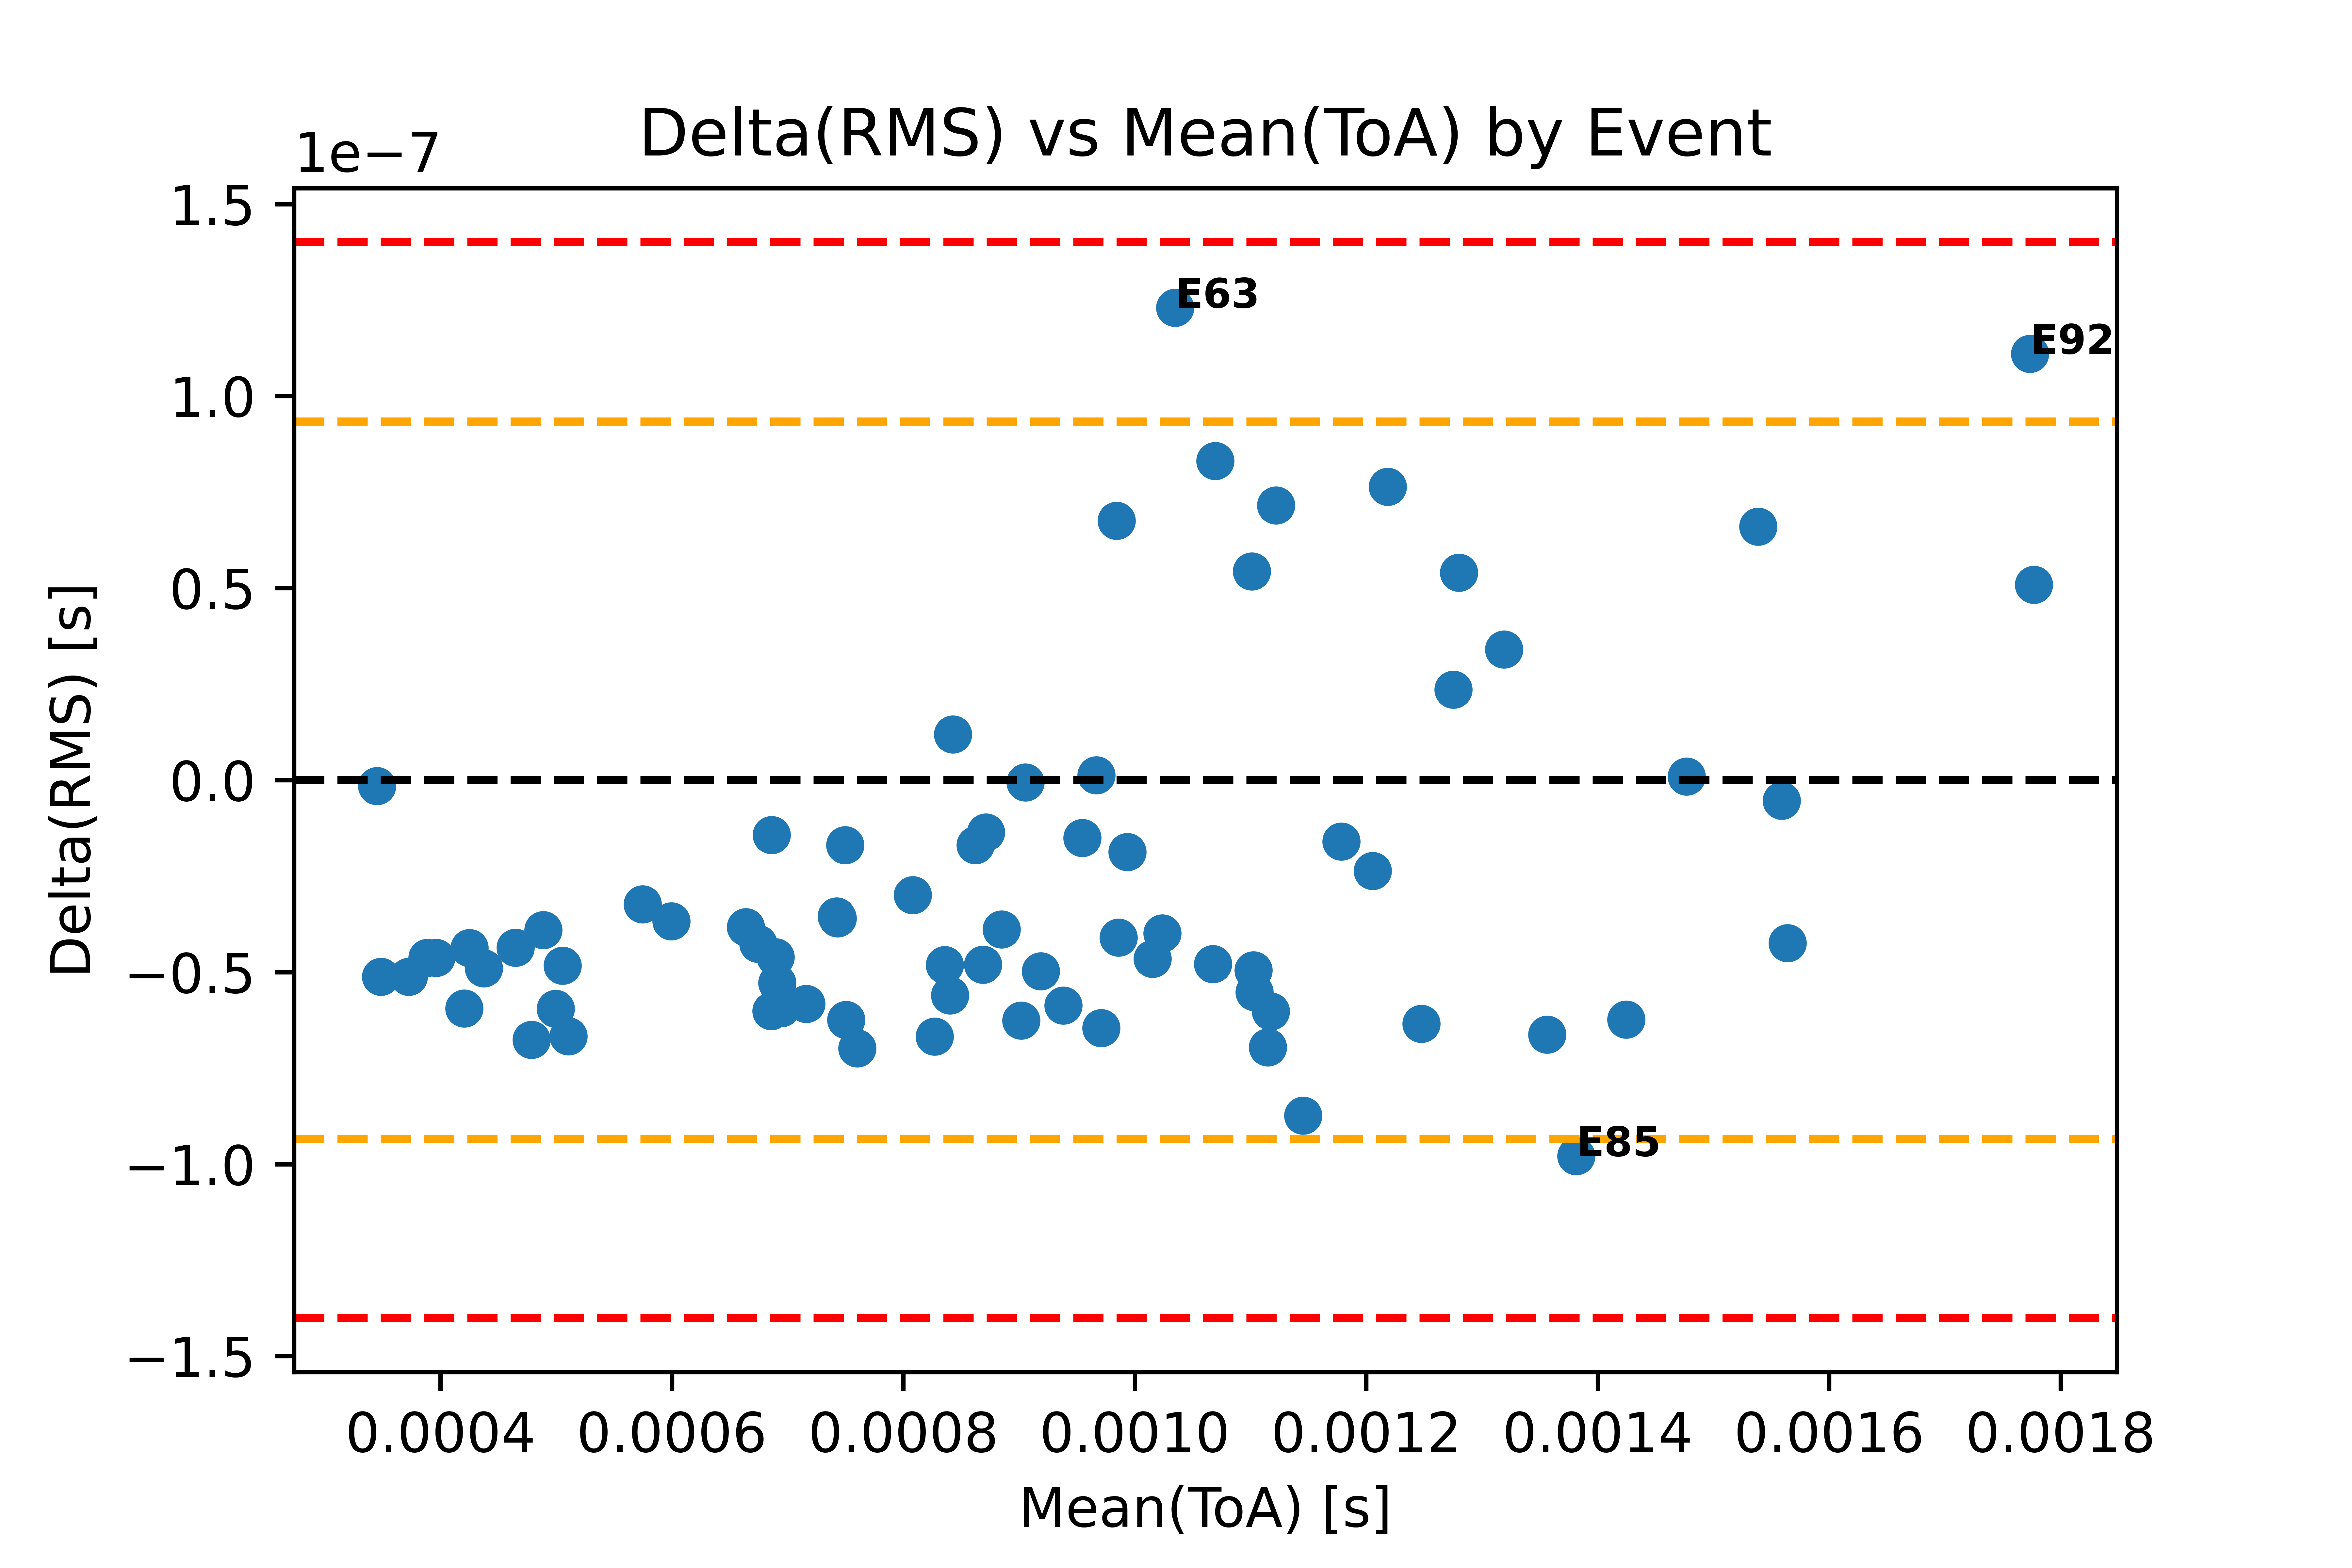 Delta(RMS) vs Mean(ToA) by Event
1e−7
1.5
1.0
0.5
0.0
−0.5
−1.0
−1.5
Delta(RMS) [s]
E63
E92
E85
0.0004 0.0006 0.0008 0.0010 0.0012 0.0014 0.0016 0.0018
Mean(ToA) [s]